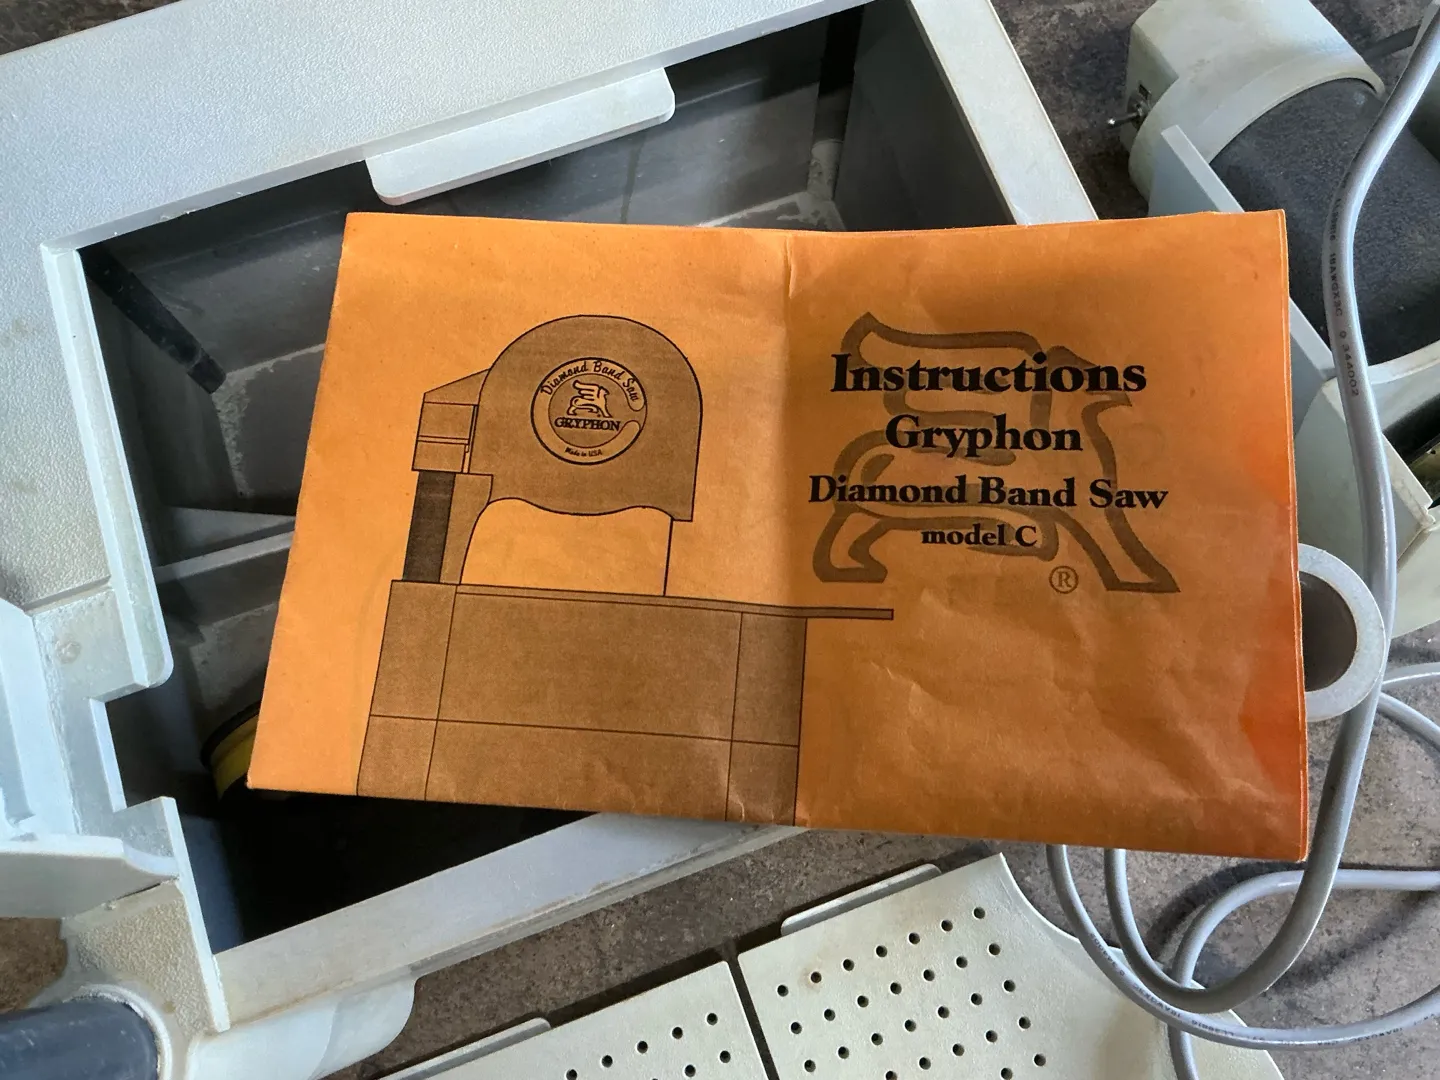 Diamond Band Saw
GRYPHON
Made in USA
Instructions
Gryphon
Diamond Band Saw
model C
®